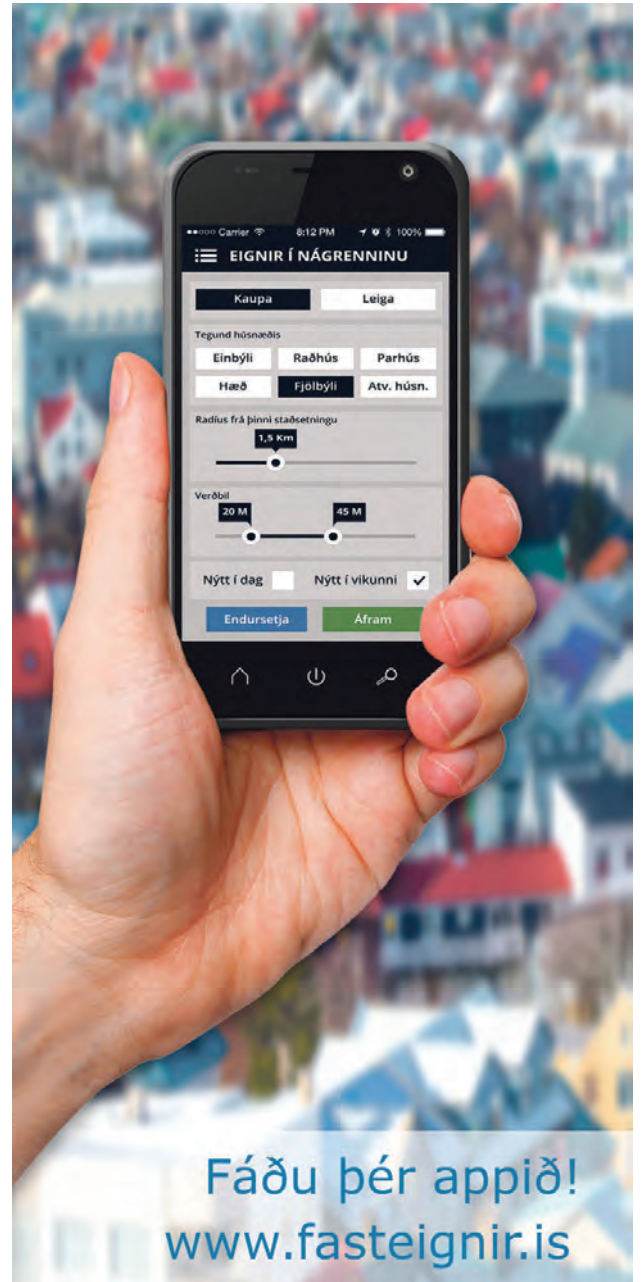 Carrier 8:12 PM 100%
EIGNIR Í NÁGRENNINU
Kaupa Leiga
Tegund húsnæðis
Einbýli Raðhús Parhús
Hæð Fjölbýli Atv. húsn.
Radíus frá þinni staðsetningu
1,5 Km
Verðbil
20 M 45 M
Nýtt í dag Nýtt í vikunni
Endursetja Áfram
Fáðu þér appið!
www.fasteignir.is